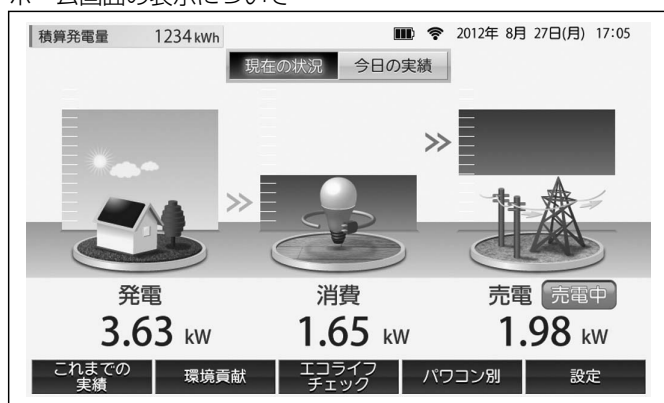 ホーム画面の表示について
積算発電量 1234 kWh
2012年 8月 27日(月) 17:05
現在の状況 今日の実績
発電 消費 売電 売電中
3.63 kW 1.65 kW 1.98 kW
これまでの
実績
環境貢献
エコライフ
チェック
パワコン別
設定